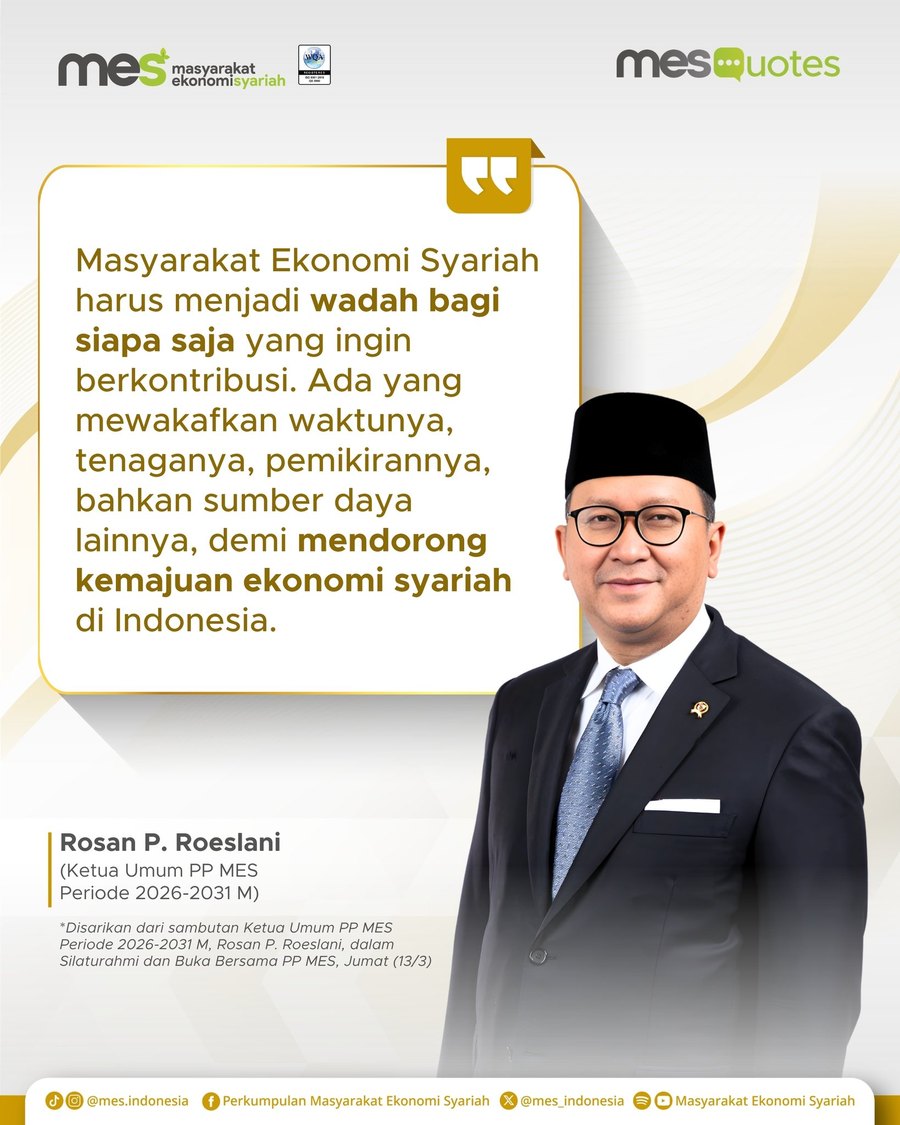 mes masyarakat
ekonomisyariah
WQA
REGISTERED
mesQuotes
Masyarakat Ekonomi Syariah
harus menjadi wadah bagi
siapa saja yang ingin
berkontribusi. Ada yang
mewakafkan waktunya,
tenaganya, pemikirannya,
bahkan sumber daya
lainnya, demi mendorong
kemajuan ekonomi syariah
di Indonesia.
Rosan P. Roeslani
(Ketua Umum PP MES
Periode 2026-2031 M)
*Disarikan dari sambutan Ketua Umum PP MES
Periode 2026-2031 M, Rosan P. Roeslani, dalam
Silaturahmi dan Buka Bersama PP MES, Jumat (13/3)
@mes.indonesia Perkumpulan Masyarakat Ekonomi Syariah @mes_indonesia Masyarakat Ekonomi Syariah